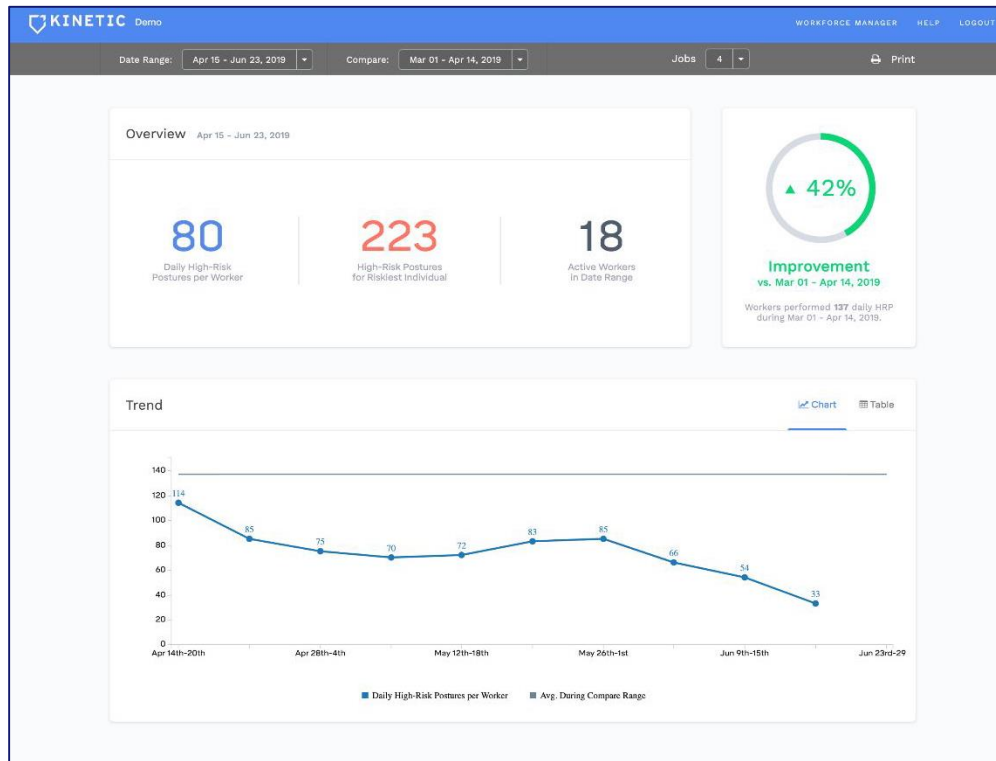 KINETIC Demo
WORKFORCE MANAGER HELP LOGOUT
Date Range: Apr 15 - Jun 23, 2019 Compare: Mar 01 - Apr 14, 2019 Jobs 4 Print
Overview Apr 15 - Jun 23, 2019
80
Daily High-Risk
Postures per Worker
223
High-Risk Postures
for Riskiest Individual
18
Active Workers
in Date Range
42%
Improvement
vs. Mar 01 - Apr 14, 2019
Workers performed 137 daily HRP
during Mar 01 - Apr 14, 2019.
Trend
Chart Table
140
120
100
80
60
40
20
0
114
85
75
70
72
83
85
66
54
33
Apr 14th-20th Apr 28th-4th May 12th-18th May 26th-1st Jun 9th-15th Jun 23rd-29
Daily High-Risk Postures per Worker Avg. During Compare Range